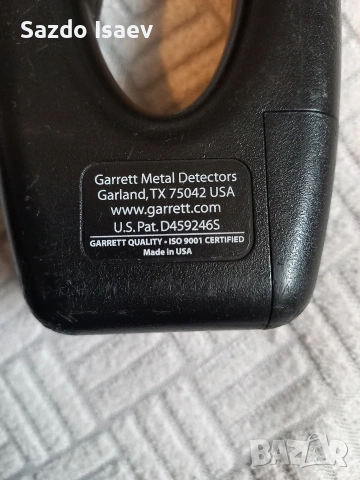 Sazdo Isaev
Garrett Metal Detectors
Garland, TX 75042 USA
www.garrett.com
U.S. Pat. D459246S
GARRETT QUALITY • ISO 9001 CERTIFIED
Made in USA
BAZAR